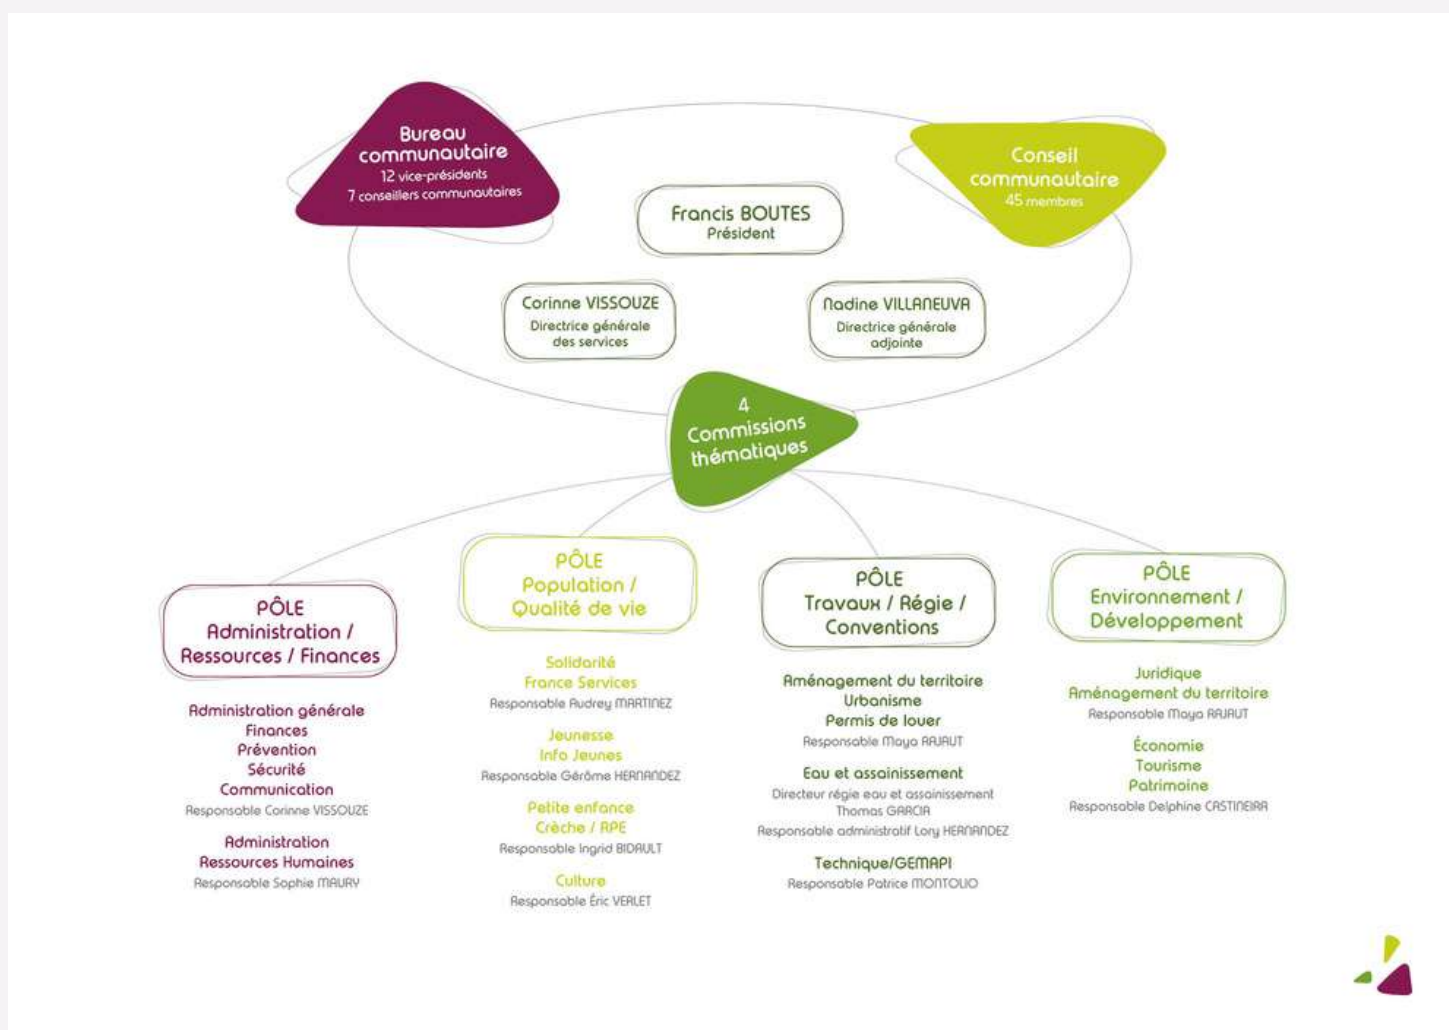 Bureau
communautaire
12 vice-présidents
7 conseillers communautaires
Conseil
communautaire
45 membres
Francis BOUTES
Président
Corinne VISSOUZE
Directrice générale
des services
Nadine VILLANEUVA
Directrice générale
adjointe
4
Commissions
thématiques
PÔLE
Administration /
Ressources / Finances
Administration générale
Finances
Prévention
Sécurité
Communication
Responsable Corinne VISSOUZE
Administration
Ressources Humaines
Responsable Sophie MAURY
PÔLE
Population /
Qualité de vie
Solidarité
France Services
Responsable Audrey MARTINEZ
Jeunesse
Info Jeunes
Responsable Gérôme HERNANDEZ
Petite enfance
Crèche / RPE
Responsable Ingrid BIDAULT
Culture
Responsable Éric VERLET
PÔLE
Travaux / Régie /
Conventions
Aménagement du territoire
Urbanisme
Permis de louer
Responsable Maya RAJAUT
Eau et assainissement
Directeur régie eau et assainissement
Thomas GARCIA
Responsable administratif Lory HERNANDEZ
Technique/GEMAPI
Responsable Patrice MONTOLIO
PÔLE
Environnement /
Développement
Juridique
Aménagement du territoire
Responsable Maya RAJAUT
Économie
Tourisme
Patrimoine
Responsable Delphine CASTINEIRA